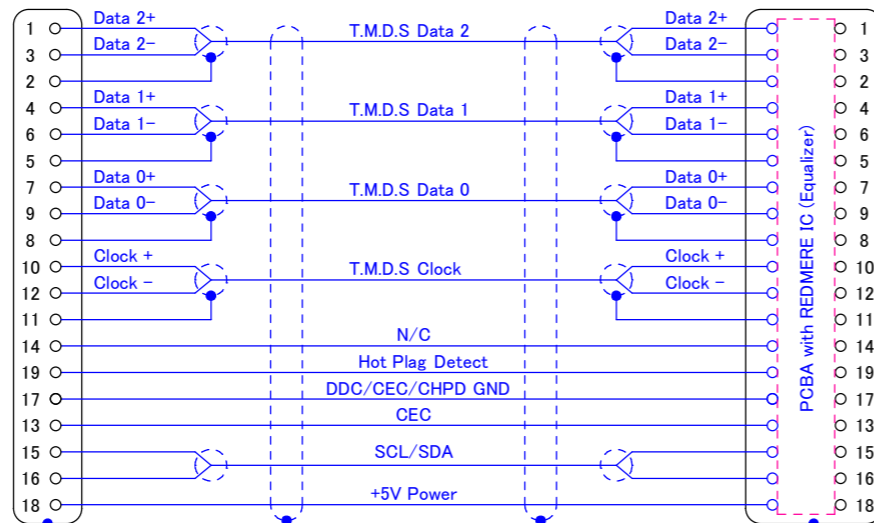 1 Data 2+ T.M.D.S Data 2 Data 2+ 1
3 Data 2- 3 Data 2-
2 2
4 Data 1+ T.M.D.S Data 1 Data 1+ 4
6 Data 1- Data 1- 6
5 5
7 Data 0+ T.M.D.S Data 0 Data 0+ 7
9 Data 0- Data 0- 9
8 8
10 Clock + T.M.D.S Clock Clock + 10
12 Clock - Clock - 12
11 11
14 N/C 14
19 Hot Plag Detect 19
17 DDC/CEC/CHPD GND 17
13 CEC 13
15 SCL/SDA 15
16 16
18 +5V Power 18
PCBA with REDMERE IC (Equalizer)